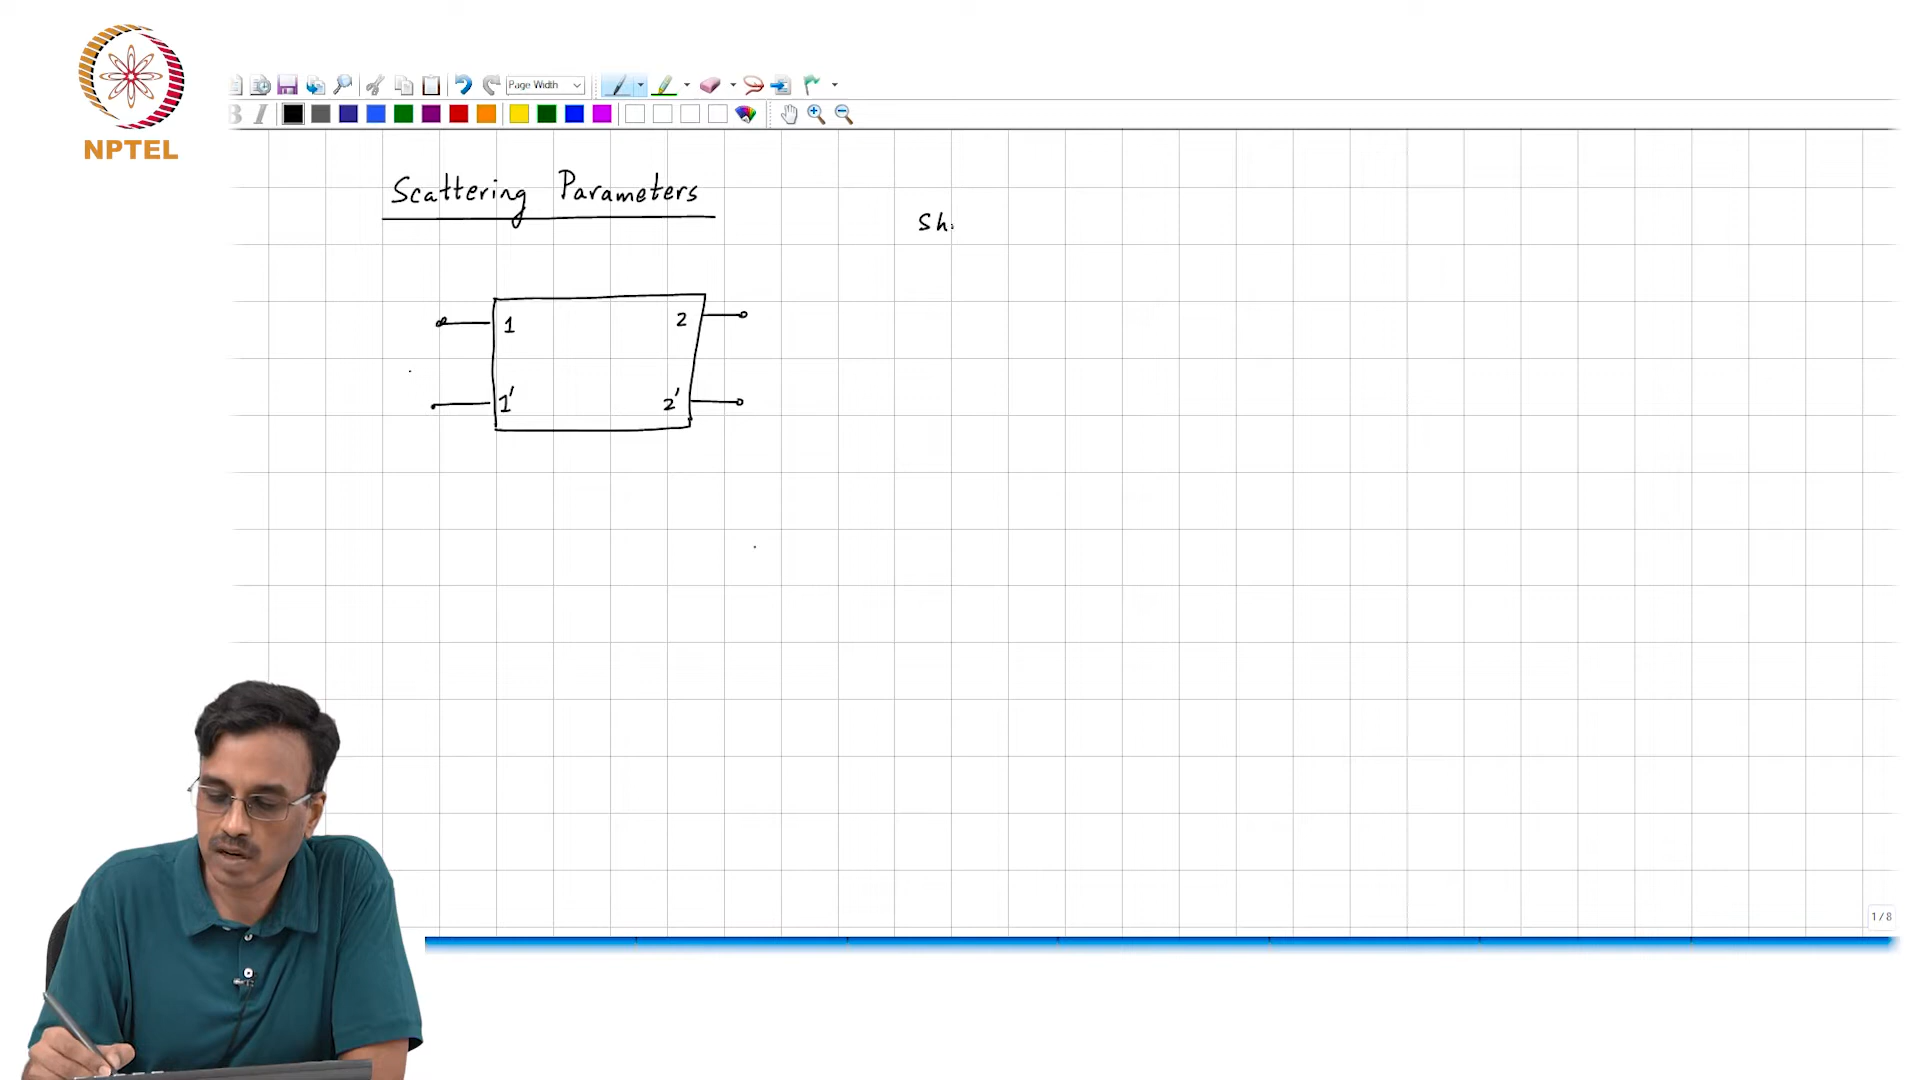 NPTEL
Page Width
B I
Scattering Parameters
Sh
1 2
1' 2'
1 / 8